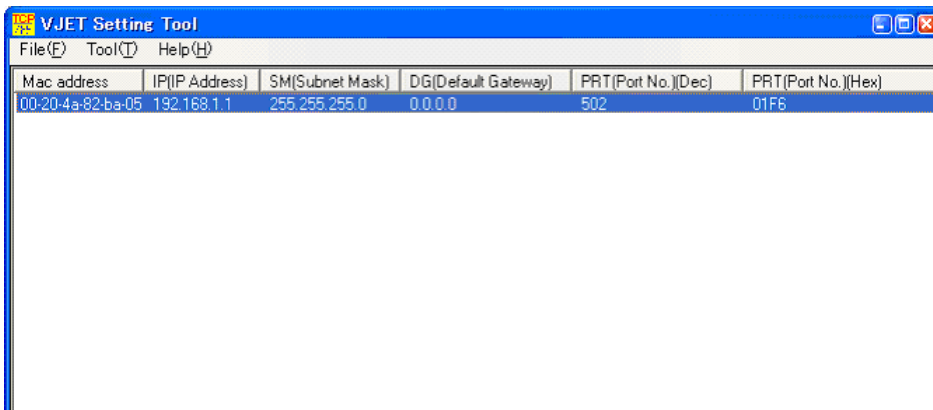 VJET Setting Tool
File(F) Tool(T) Help(H)
Mac address IP(IP Address) SM(Subnet Mask) DG(Default Gateway) PRT(Port No.)(Dec) PRT(Port No.)(Hex)
00-20-4a-82-ba-05 192.168.1.1 255.255.255.0 0.0.0.0 502 01F6